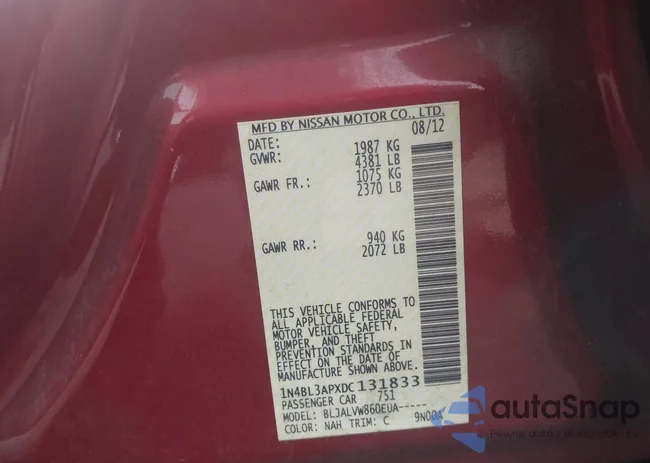 MFD BY NISSAN MOTOR CO., LTD.
DATE: 08/12
GVWR: 1987 KG
4381 LB
GAWR FR.: 1075 KG
2370 LB
GAWR RR.: 940 KG
2072 LB
THIS VEHICLE CONFORMS TO
ALL APPLICABLE FEDERAL
MOTOR VEHICLE SAFETY,
BUMPER, AND THEFT
PREVENTION STANDARDS IN
EFFECT ON THE DATE OF
MANUFACTURE.
1N4BL3APXDC131833
PASSENGER CAR 751
MODEL: BLJALVW860EUA-----
COLOR: NAH TRIM: C 9N00A
autoSnap